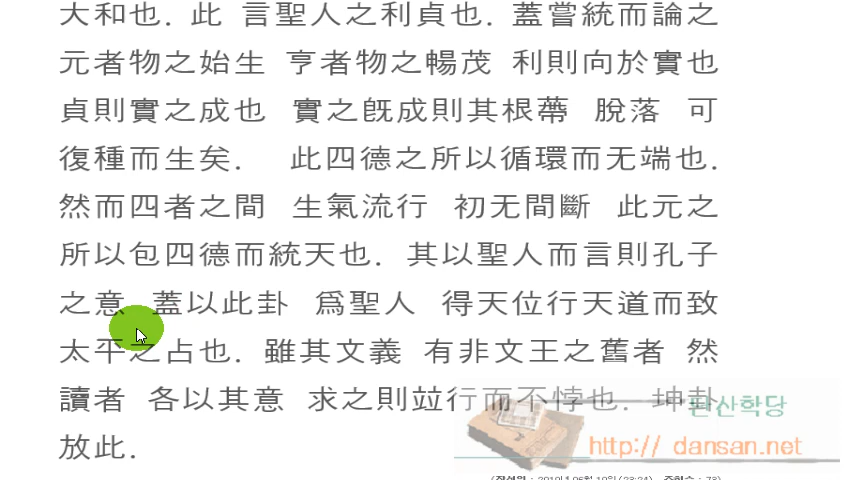 大和也. 此 言聖人之利貞也. 蓋嘗統而論之
元者物之始生 亨者物之暢茂 利則向於實也
貞則實之成也 實之旣成則其根蔕 脫落 可
復種而生矣. 此四德之所以循環而无端也.
然而四者之間 生氣流行 初无間斷 此元之
所以包四德而統天也. 其以聖人而言則孔子
之意 蓋以此卦 爲聖人 得天位行天道而致
太平之占也. 雖其文義 有非文王之舊者 然
讀者 各以其意 求之則竝行而不悖也. 坤卦
放此.
단산학당
http:// dansan.net